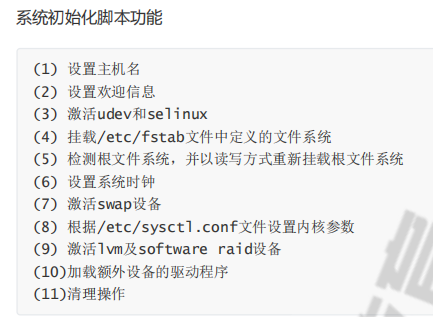 系统初始化脚本功能
(1) 设置主机名
(2) 设置欢迎信息
(3) 激活udev和selinux
(4) 挂载/etc/fstab文件中定义的文件系统
(5) 检测根文件系统，并以读写方式重新挂载根文件系统
(6) 设置系统时钟
(7) 激活swap设备
(8) 根据/etc/sysctl.conf文件设置内核参数
(9) 激活lvm及software raid设备
(10)加载额外设备的驱动程序
(11)清理操作